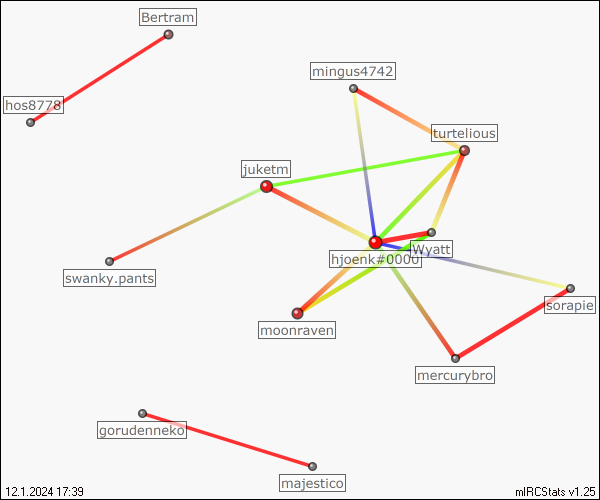 Bertram
mingus4742
hos8778
turtelious
juketm
Wyatt
hjoenk#0000
swanky.pants
sorapie
moonraven
mercurybro
gorudenneko
majestico
12.1.2024 17:39
mIRCStats v1.25